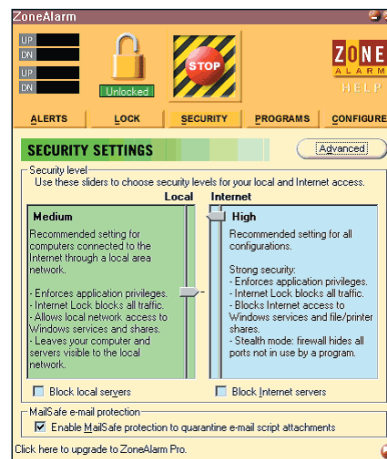 ZoneAlarm
UP
DN
UP
DN
Unlocked
STOP
ZONE
ALARM
HELP
ALERTS LOCK SECURITY PROGRAMS CONFIGURE
SECURITY SETTINGS
Advanced
Security level
Use these sliders to choose security levels for your local and Internet access.
Local Internet
Medium
Recommended setting for
computers connected to the
Internet through a local area
network.
- Enforces application privileges.
- Internet Lock blocks all traffic.
- Allows local network access to
Windows services and shares.
- Leaves your computer and
servers visible to the local
network.
High
Recommended setting for all
configurations.
Strong security:
- Enforces application privileges.
- Internet Lock blocks all traffic.
- Blocks Internet access to
Windows services and file/printer
shares.
- Stealth mode: firewall hides all
ports not in use by a program.
Block local servers
Block Internet servers
MailSafe e-mail protection
Enable MailSafe protection to quarantine e-mail script attachments
Click here to upgrade to ZoneAlarm Pro.